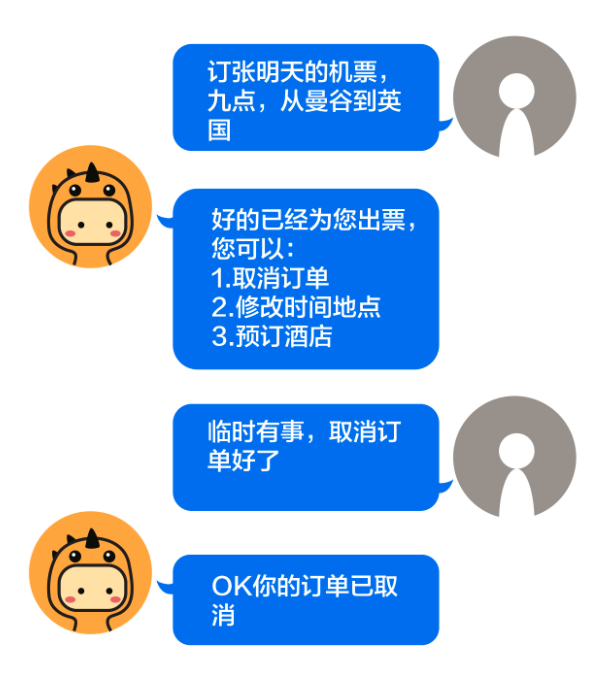 订张明天的机票，
九点，从曼谷到英
国
好的已经为您出票，
您可以：
1.取消订单
2.修改时间地点
3.预订酒店
临时有事，取消订
单好了
OK你的订单已取
消